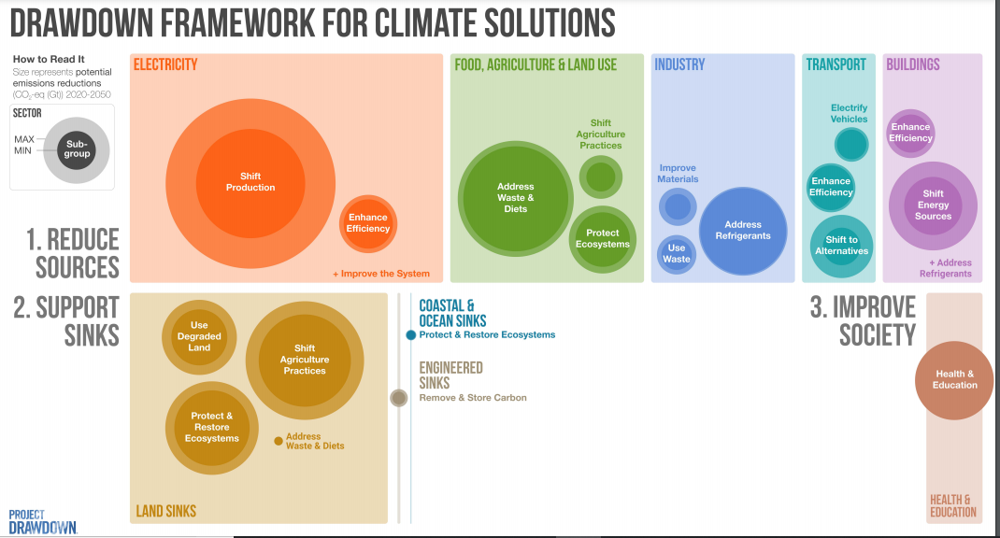 DRAWDOWN FRAMEWORK FOR CLIMATE SOLUTIONS
How to Read It
Size represents potential
emissions reductions
(CO₂-eq (Gt)) 2020-2050
SECTOR
MAX
MIN
Sub-
group
1. REDUCE
SOURCES
ELECTRICITY
Shift
Production
Enhance
Efficiency
+ Improve the System
FOOD, AGRICULTURE & LAND USE
Shift
Agriculture
Practices
Address
Waste &
Diets
Protect
Ecosystems
INDUSTRY
Improve
Materials
Address
Refrigerants
Use
Waste
TRANSPORT
Electrify
Vehicles
Enhance
Efficiency
Shift to
Alternatives
BUILDINGS
Enhance
Efficiency
Shift
Energy
Sources
+ Address
Refrigerants
2. SUPPORT
SINKS
Use
Degraded
Land
Shift
Agriculture
Practices
Protect &
Restore
Ecosystems
Address
Waste & Diets
LAND SINKS
COASTAL &
OCEAN SINKS
Protect & Restore Ecosystems
ENGINEERED
SINKS
Remove & Store Carbon
3. IMPROVE
SOCIETY
Health &
Education
HEALTH &
EDUCATION
PROJECT
DRAWDOWN.